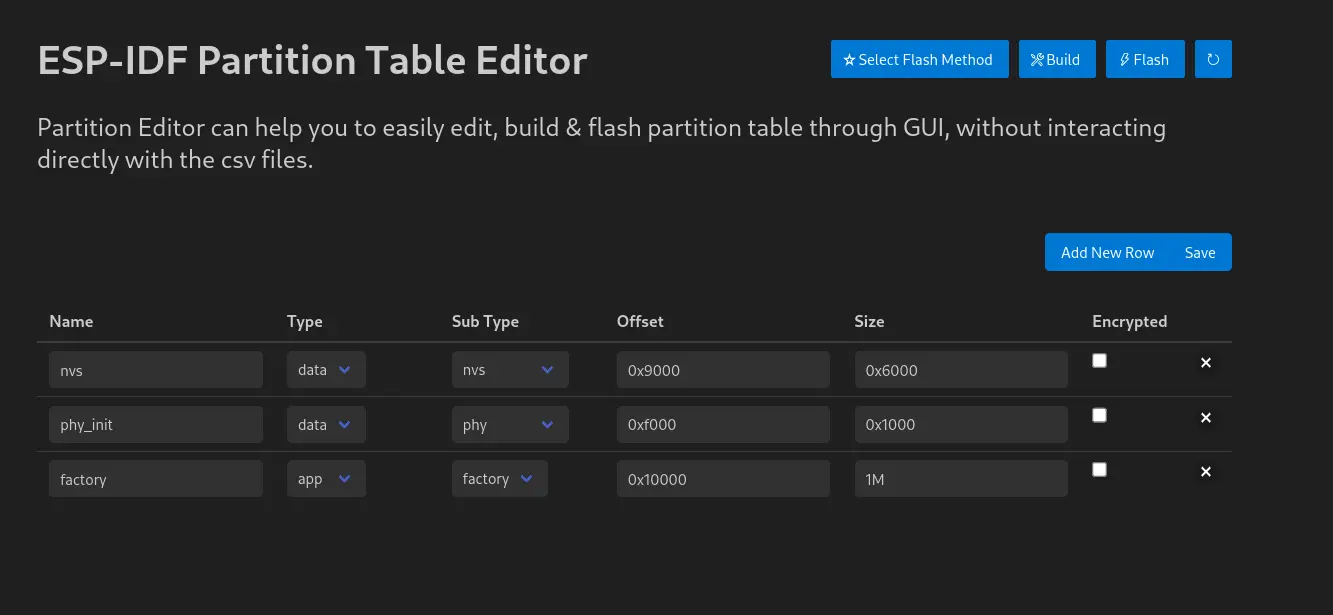 ESP-IDF Partition Table Editor
Select Flash Method
Build
Flash
Partition Editor can help you to easily edit, build & flash partition table through GUI, without interacting
directly with the csv files.
Add New Row Save
Name Type Sub Type Offset Size Encrypted
nvs data nvs 0x9000 0x6000
phy_init data phy 0xf000 0x1000
factory app factory 0x10000 1M